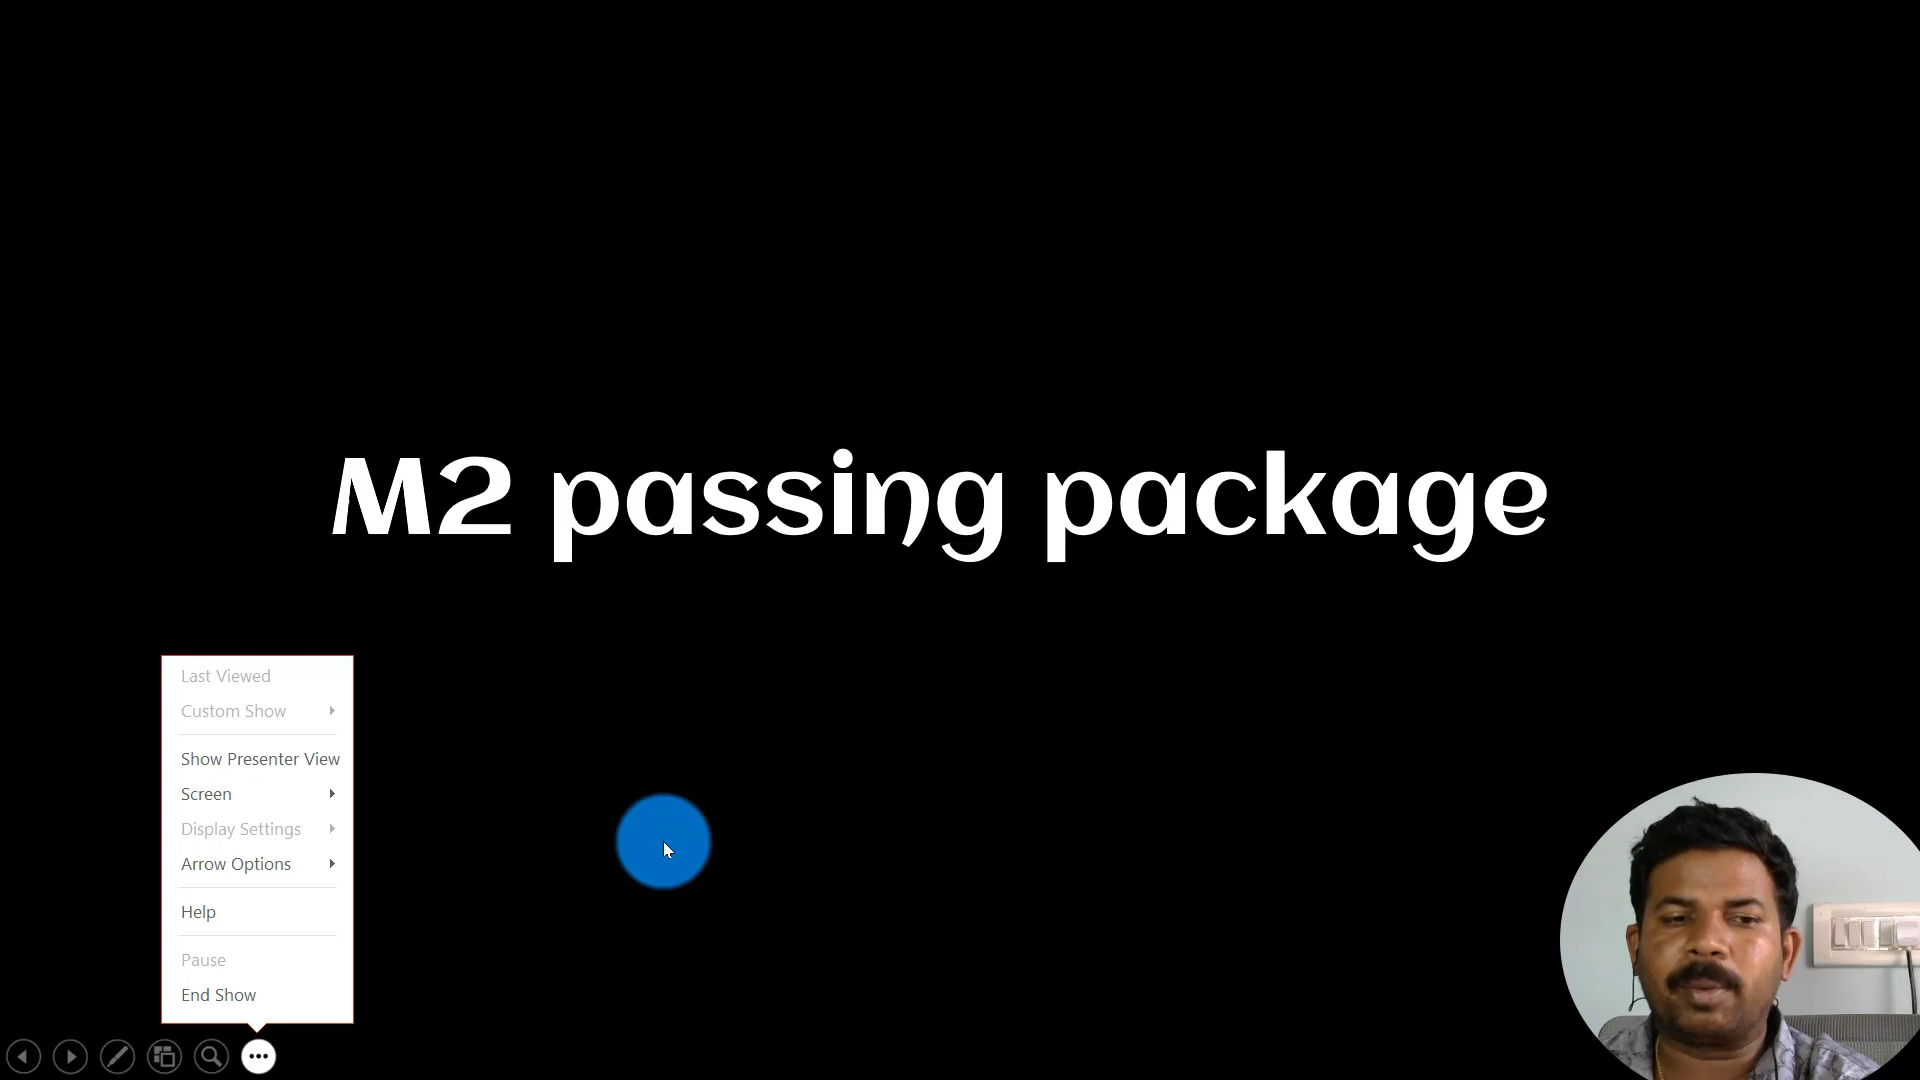 M2 passing package
Last Viewed
Custom Show
Show Presenter View
Screen
Display Settings
Arrow Options
Help
Pause
End Show